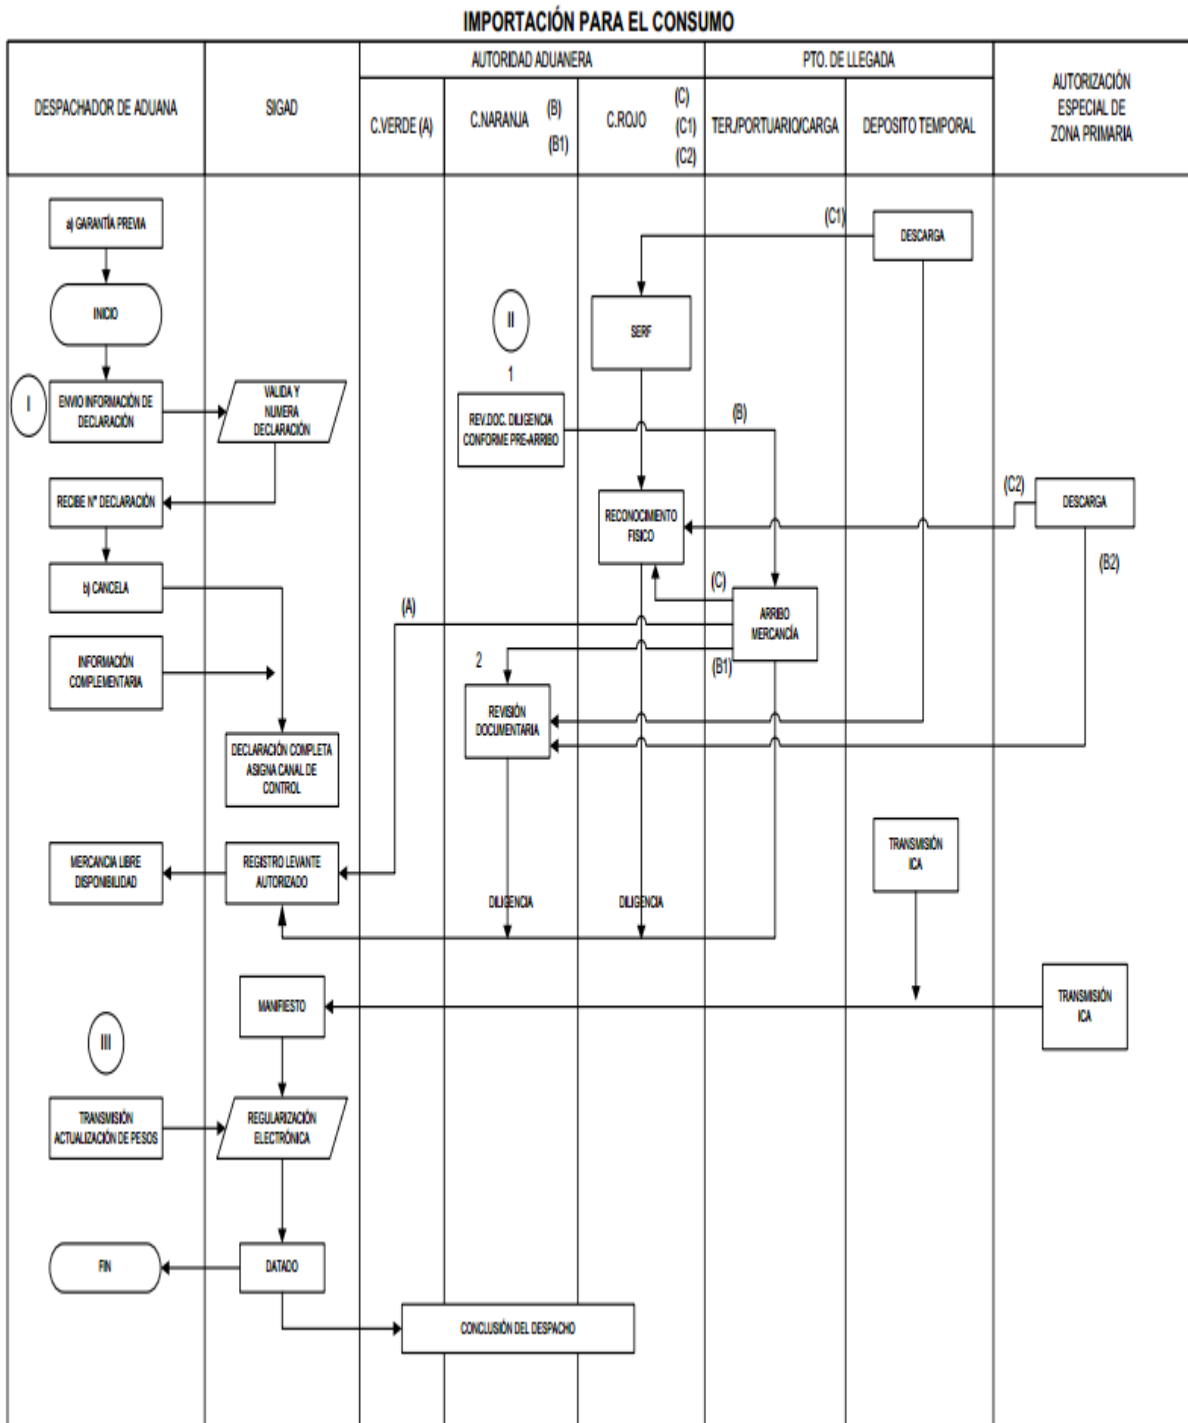 IMPORTACIÓN PARA EL CONSUMO
DESPACHADOR DE ADUANA
SIGAD
AUTORIDAD ADUANERA
C.VERDE (A)
C.NARANJA
(B)
(B1)
C.ROJO
(C)
(C1)
(C2)
PTO. DE LLEGADA
TER./PORTUARIO/CARGA
DEPOSITO TEMPORAL
AUTORIZACIÓN
ESPECIAL DE
ZONA PRIMARIA
a) GARANTÍA PREVIA
(C1)
DESCARGA
INICIO
II
SERF
1
I
ENVIO INFORMACIÓN DE
DECLARACIÓN
VALIDA Y
NUMERA
DECLARACIÓN
REV.DOC. DILIGENCIA
CONFORME PRE-ARRIBO
(B)
RECIBE N° DECLARACIÓN
RECONOCIMIENTO
FISICO
(C2)
DESCARGA
(B2)
b) CANCELA
(C)
(A)
ARRIBO
MERCANCÍA
INFORMACIÓN
COMPLEMENTARIA
2
(B1)
REVISIÓN
DOCUMENTARIA
DECLARACIÓN COMPLETA
ASIGNA CANAL DE
CONTROL
MERCANCIA LIBRE
DISPONIBILIDAD
REGISTRO LEVANTE
AUTORIZADO
TRANSMISIÓN
ICA
DILIGENCIA
DILIGENCIA
MANIFIESTO
TRANSMISIÓN
ICA
III
TRANSMISIÓN
ACTUALIZACIÓN DE PESOS
REGULARIZACIÓN
ELECTRÓNICA
FIN
DATADO
CONCLUSIÓN DEL DESPACHO